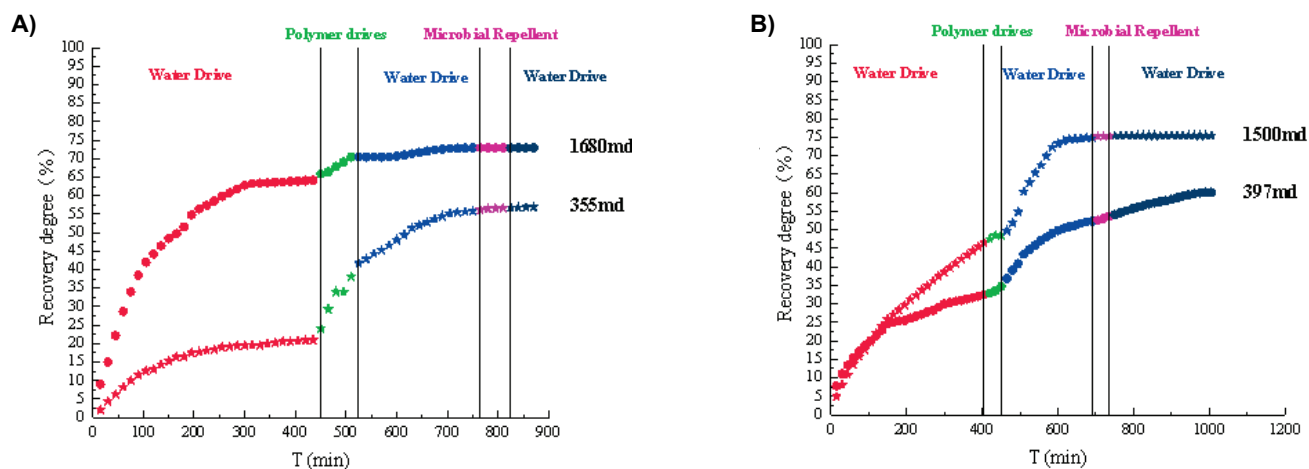 A)
Polymer drives
Microbial Repellent
Water Drive
Water Drive
Water Drive
100
95
90
85
80
75
70
65
60
55
50
45
40
35
30
25
20
15
10
5
0
Recovery degree (%)
1680md
355md
0 100 200 300 400 500 600 700 800 900
T (min)
B)
Polymer drives
Microbial Repellent
Water Drive
Water Drive
Water Drive
100
95
90
85
80
75
70
65
60
55
50
45
40
35
30
25
20
15
10
5
0
Recovery degree (%)
1500md
397md
0 200 400 600 800 1000 1200
T (min)